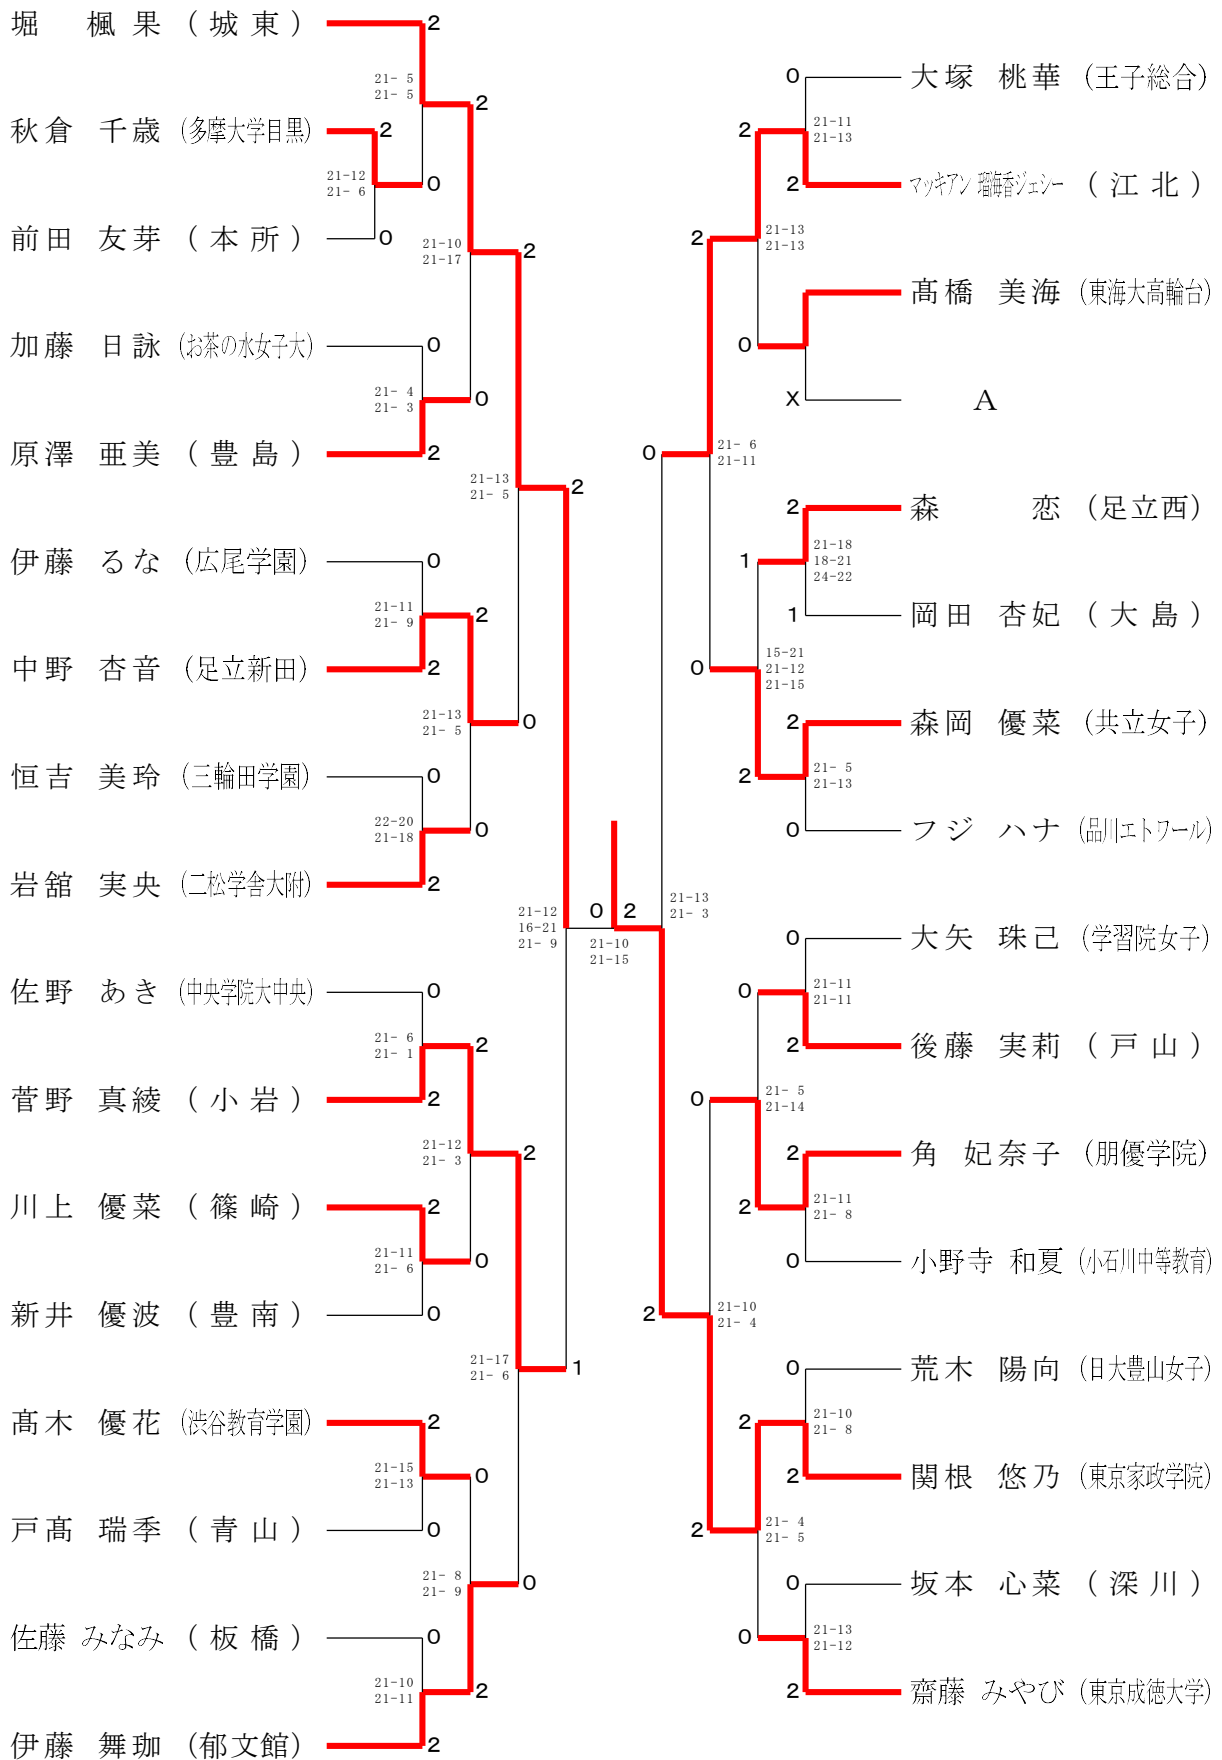 堀 楓果 (城東) 2
21- 5
21- 5
2
秋倉 千歳 (多摩大学目黒) 2
21-12
21- 6
0
前田 友芽 (本所) 0
21-10
21-17
2
加藤 日詠 (お茶の水女子大) 0
21- 4
21- 3
0
原澤 亜美 (豊島) 2
21-13
21- 5
2
伊藤 るな (広尾学園) 0
21-11
21- 9
2
中野 杏音 (足立新田) 2
21-13
21- 5
0
恒吉 美玲 (三輪田学園) 0
22-20
21-18
0
岩舘 実央 (二松学舎大附) 2
21-12
16-21
21- 9
0 2
21-10
21-15
佐野 あき (中央学院大中央) 0
21- 6
21- 1
2
菅野 真綾 (小岩) 2
21-12
21- 3
2
川上 優菜 (篠崎) 2
21-11
21- 6
0
新井 優波 (豊南) 0
21-17
21- 6
1
髙木 優花 (渋谷教育学園) 2
21-15
21-13
0
戸髙 瑞季 (青山) 0
21- 8
21- 9
0
佐藤 みなみ (板橋) 0
21-10
21-11
2
伊藤 舞珈 (郁文館) 2
0 大塚 桃華 (王子総合)
2
21-11
21-13
2 マッキアン 瑠海香ジェシー (江北)
2
21-13
21-13
髙橋 美海 (東海大高輪台)
0
X A
0
21- 6
21-11
2 森 恋 (足立西)
1
21-18
18-21
24-22
1 岡田 杏妃 (大島)
0
15-21
21-12
21-15
2 森岡 優菜 (共立女子)
2
21- 5
21-13
0 フジ ハナ (品川エトワール)
21-13
21- 3
0 大矢 珠己 (学習院女子)
0
21-11
21-11
2 後藤 実莉 (戸山)
0
21- 5
21-14
2 角 妃奈子 (朋優学院)
2
21-11
21- 8
0 小野寺 和夏 (小石川中等教育)
2
21-10
21- 4
0 荒木 陽向 (日大豊山女子)
2
21-10
21- 8
2 関根 悠乃 (東京家政学院)
2
21- 4
21- 5
0 坂本 心菜 (深川)
0
21-13
21-12
2 齋藤 みやび (東京成徳大学)